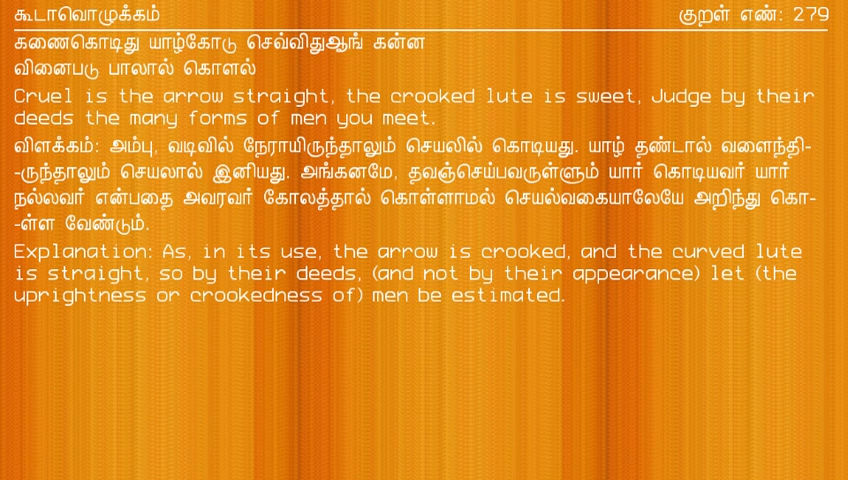 கூடாவொழுக்கம் குறள் எண்: 279
கணைகொடிது யாழ்கோடு செவ்விதுஆங் கன்ன
வினைபடு பாலால் கொளல்
Cruel is the arrow straight, the crooked lute is sweet, Judge by their
deeds the many forms of men you meet.
விளக்கம்: அம்பு, வடிவில் நேராயிருந்தாலும் செயலில் கொடியது. யாழ் தண்டால் வளைந்தி-
-ருந்தாலும் செயலால் இனியது. அங்கனமே, தவஞ்செய்பவருள்ளும் யார் கொடியவர் யார்
நல்லவர் என்பதை அவரவர் கோலத்தால் கொள்ளாமல் செயல்வகையாலேயே அறிந்து கொ-
-ள்ள வேண்டும்.
Explanation: As, in its use, the arrow is crooked, and the curved lute
is straight, so by their deeds, (and not by their appearance) let (the
uprightness or crookedness of) men be estimated.